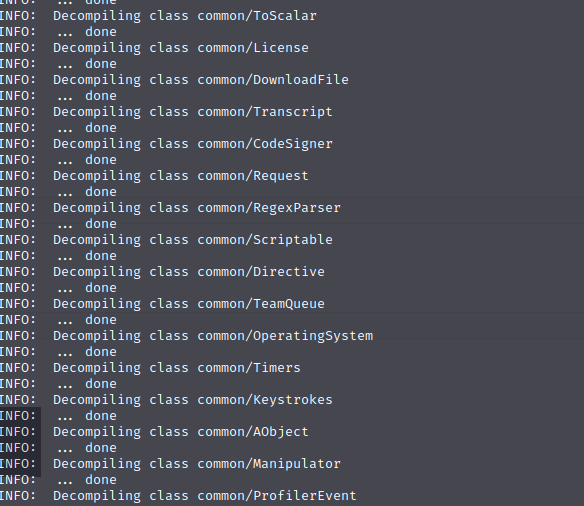 INFO:  ... done
INFO:  Decompiling class common/ToScalar
INFO:  ... done
INFO:  Decompiling class common/License
INFO:  ... done
INFO:  Decompiling class common/DownloadFile
INFO:  ... done
INFO:  Decompiling class common/Transcript
INFO:  ... done
INFO:  Decompiling class common/CodeSigner
INFO:  ... done
INFO:  Decompiling class common/Request
INFO:  ... done
INFO:  Decompiling class common/RegexParser
INFO:  ... done
INFO:  Decompiling class common/Scriptable
INFO:  ... done
INFO:  Decompiling class common/Directive
INFO:  ... done
INFO:  Decompiling class common/TeamQueue
INFO:  ... done
INFO:  Decompiling class common/OperatingSystem
INFO:  ... done
INFO:  Decompiling class common/Timers
INFO:  ... done
INFO:  Decompiling class common/Keystrokes
INFO:  ... done
INFO:  Decompiling class common/AObject
INFO:  ... done
INFO:  Decompiling class common/Manipulator
INFO:  ... done
INFO:  Decompiling class common/ProfilerEvent